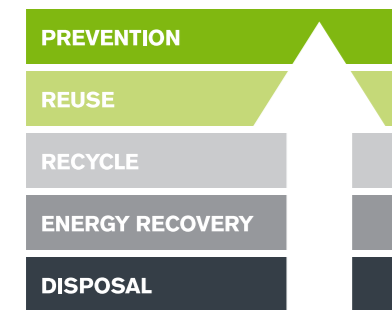 PREVENTION
REUSE
RECYCLE
ENERGY RECOVERY
DISPOSAL